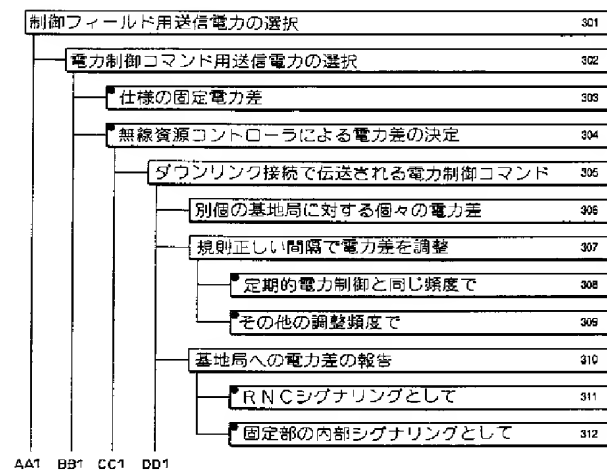 制御フィールド用送信電力の選択 301
電力制御コマンド用送信電力の選択 302
仕様の固定電力差 303
無線資源コントローラによる電力差の決定 304
ダウンリンク接続で伝送される電力制御コマンド 305
別個の基地局に対する個々の電力差 306
規則正しい間隔で電力差を調整 307
定期的電力制御と同じ頻度で 308
その他の調整頻度で 309
基地局への電力差の報告 310
RNCシグナリングとして 311
固定部の内部シグナリングとして 312
AA1 BB1 CC1 DD1